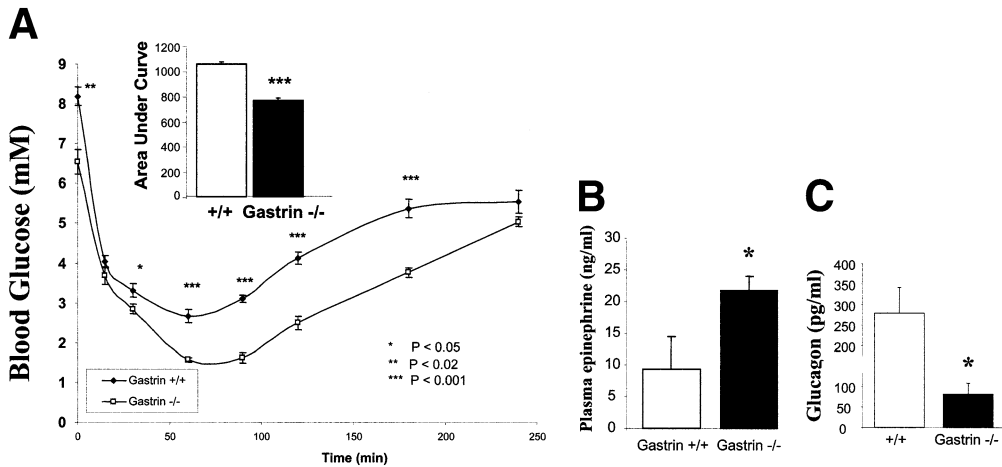 A
Blood Glucose (mM)
9
8
7
6
5
4
3
2
1
0
0
50
100
150
200
250
Time (min)
**
*
***
***
***
***
Gastrin +/+
Gastrin -/-
* P < 0.05
** P < 0.02
*** P < 0.001
Area Under Curve
1200
1000
800
600
400
200
0
***
+/+ Gastrin -/-
B
Plasma epinephrine (ng/ml)
30
25
20
15
10
5
0
*
Gastrin +/+ Gastrin -/-
C
Glucagon (pg/ml)
400
350
300
250
100
50
0
*
+/+ Gastrin -/-